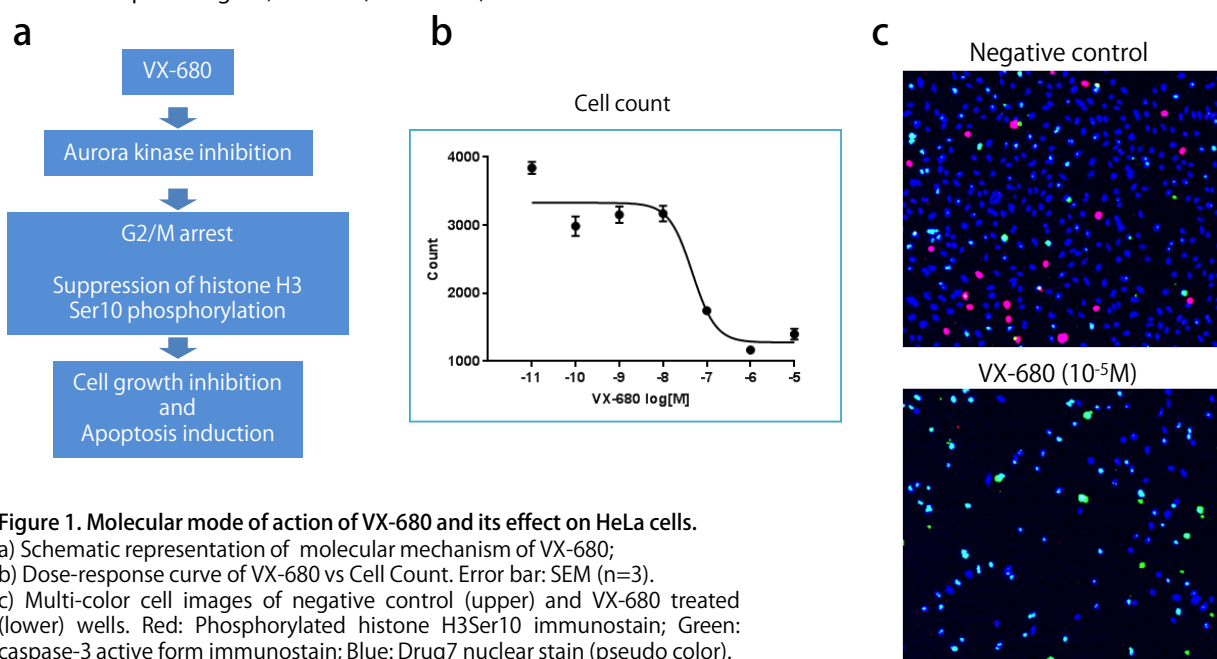 a
VX-680
Aurora kinase inhibition
G2/M arrest
Suppression of histone H3
Ser10 phosphorylation
Cell growth inhibition
and
Apoptosis induction
b
Cell count
4000
3000
2000
1000
Count
-11 -10 -9 -8 -7 -6 -5
VX-680 log[M]
c
Negative control
VX-680 (10-5M)
Figure 1. Molecular mode of action of VX-680 and its effect on HeLa cells.
a) Schematic representation of molecular mechanism of VX-680;
b) Dose-response curve of VX-680 vs Cell Count. Error bar: SEM (n=3).
c) Multi-color cell images of negative control (upper) and VX-680 treated
(lower) wells. Red: Phosphorylated histone H3Ser10 immunostain; Green:
caspase-3 active form immunostain; Blue: Drug7 nuclear stain (pseudo color).